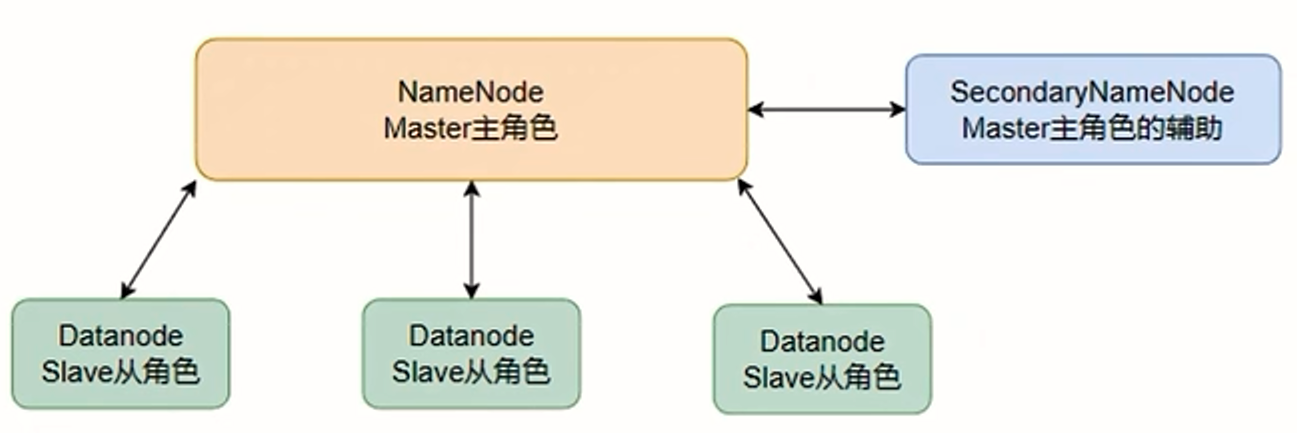 NameNode
Master主角色
SecondaryNameNode
Master主角色的辅助
Datanode
Slave从角色
Datanode
Slave从角色
Datanode
Slave从角色